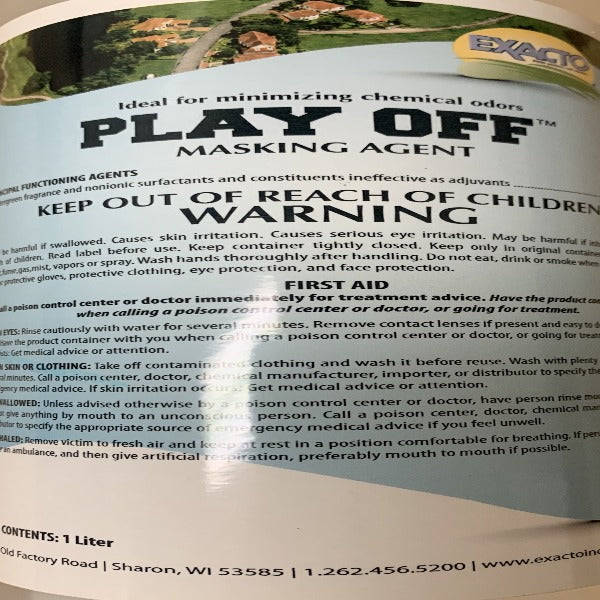 EXACTO
Ideal for minimizing chemical odors
PLAY OFF™
MASKING AGENT
FUNCTIONING AGENTS
fragrance and nonionic surfactants and constituents ineffective as adjuvants
KEEP OUT OF REACH OF CHILDREN
WARNING
be harmful if swallowed. Causes skin irritation. Causes serious eye irritation. May be harmful if
of children. Read label before use. Keep container tightly closed. Keep only in original container
fume, gas, mist, vapors or spray. Wash hands thoroughly after handling. Do not eat, drink or smoke when
protective gloves, protective clothing, eye protection, and face protection.
FIRST AID
a poison control center or doctor immediately for treatment advice. Have the product
when calling a poison control center or doctor, or going for treatment.
EYES: Rinse cautiously with water for several minutes. Remove contact lenses if present and easy to
Have the product container with you when calling a poison control center or doctor, or going for
Get medical advice or attention.
SKIN OR CLOTHING: Take off contaminated clothing and wash it before reuse. Wash with plenty
minutes. Call a poison center, doctor, chemical manufacturer, importer, or distributor to specify the
medical advice. If skin irritation occurs: Get medical advice or attention.
Unless advised otherwise by a poison control center or doctor, have person rinse
give anything by mouth to an unconscious person. Call a poison center, doctor, chemical
to specify the appropriate source of emergency medical advice if you feel unwell.
Remove victim to fresh air and keep at rest in a position comfortable for breathing. If
an ambulance, and then give artificial respiration, preferably mouth to mouth if possible.
CONTENTS: 1 Liter
Old Factory Road | Sharon, WI 53585 | 1.262.456.5200 | www.exactoinc